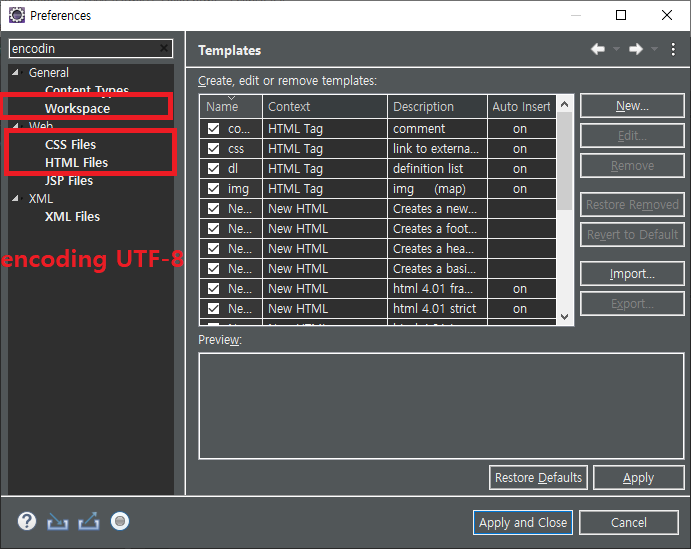 Preferences
encodin
General
Content Types
Workspace
Web
CSS Files
HTML Files
JSP Files
XML
XML Files
encoding UTF-8
Templates
Create, edit or remove templates:
Name Context Description Auto Insert
co... HTML Tag comment on
css HTML Tag link to externa... on
dl HTML Tag definition list on
img HTML Tag img (map) on
Ne... New HTML Creates a new...
Ne... New HTML Creates a foot...
Ne... New HTML Creates a hea...
Ne... New HTML Creates a basi...
Ne... New HTML html 4.01 fra... on
Ne... New HTML html 4.01 strict on
New...
Edit...
Remove
Restore Removed
Revert to Default
Import...
Export...
Preview:
Restore Defaults Apply
Apply and Close Cancel